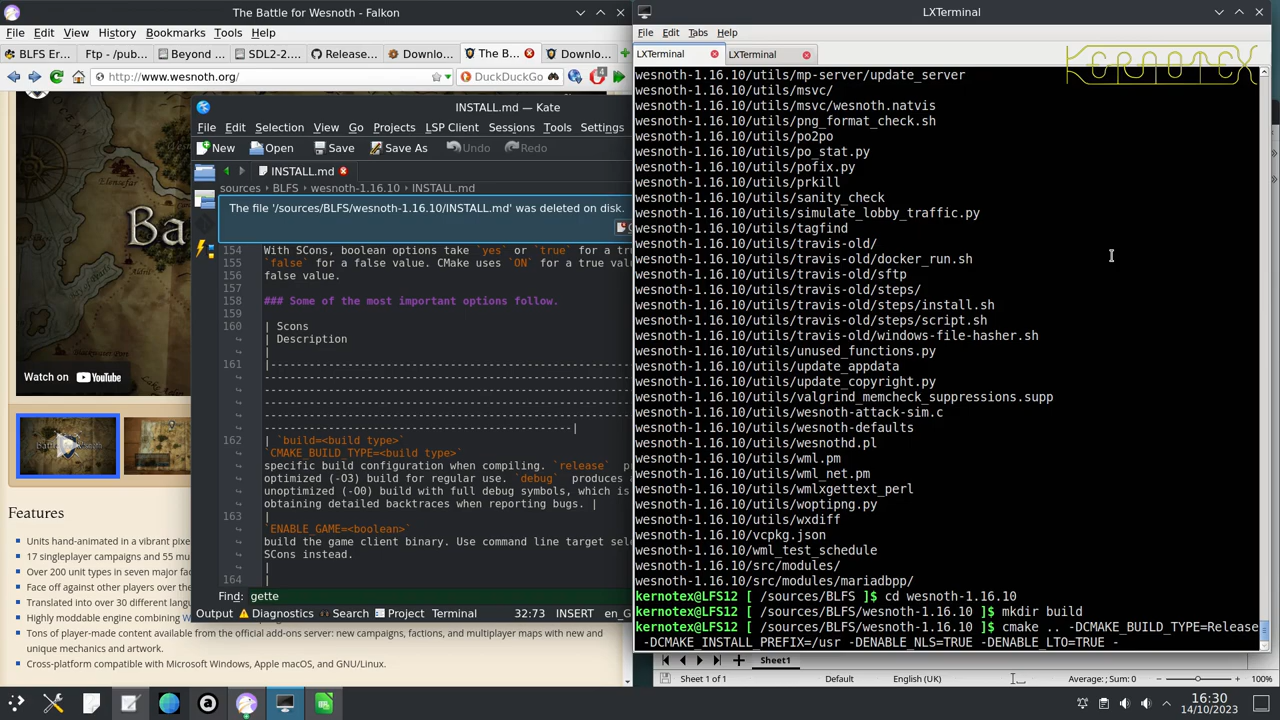 The Battle for Wesnoth - Falkon
File Edit View History Bookmarks Tools Help
BLFS Er... Ftp - /pub... Beyond ... SDL2-2... Release... Downlo... The B... Downlo...
http://www.wesnoth.org/
DuckDuckGo
4
Elensefar
Ba
Watch on YouTube
Features
Units hand-animated in a vibrant pixe
17 singleplayer campaigns and 55 mu
Over 200 unit types in seven major fac
Face off against other players over the
Translated into over 30 different langu
Highly moddable engine combining W
Tons of player-made content available from the official add-ons server: new campaigns, factions, and multiplayer maps with new and
unique mechanics and artwork.
Cross-platform compatible with Microsoft Windows, Apple macOS, and GNU/Linux.
INSTALL.md — Kate
File Edit Selection View Go Projects LSP Client Sessions Tools Settings
New Open Save Save As Undo Redo
INSTALL.md
sources > BLFS > wesnoth-1.16.10 > INSTALL.md
The file '/sources/BLFS/wesnoth-1.16.10/INSTALL.md' was deleted on disk.
154 With SCons, boolean options take `yes` or `true` for a tr
155 `false` for a false value. CMake uses `ON` for a true val
156 false value.
158 ### Some of the most important options follow.
159
160 | Scons
| Description
|
161 |------------------------------------------------
-------------------------------------------------
-------------------------------------------------
-------------------------------------------------
-------------------------------------------------
-----------------------------------------|
162 | `build=<build type>`
`CMAKE_BUILD_TYPE=<build type>`
specific build configuration when compiling. `release` p
optimized (-O3) build for regular use. `debug` produces a
unoptimized (-O0) build with full debug symbols, which is
obtaining detailed backtraces when reporting bugs. |
163 |
`ENABLE_GAME=<boolean>`
build the game client binary. Use command line target sel
SCons instead.
|
164 |
Find: gette
Output Diagnostics Search Project Terminal 32:73 INSERT en_G
LXTerminal
File Edit Tabs Help
LXTerminal LXTerminal
KERNOTEX
wesnoth-1.16.10/utils/mp-server/update_server
wesnoth-1.16.10/utils/msvc/
wesnoth-1.16.10/utils/msvc/wesnoth.natvis
wesnoth-1.16.10/utils/png_format_check.sh
wesnoth-1.16.10/utils/po2po
wesnoth-1.16.10/utils/po_stat.py
wesnoth-1.16.10/utils/pofix.py
wesnoth-1.16.10/utils/prkill
wesnoth-1.16.10/utils/sanity_check
wesnoth-1.16.10/utils/simulate_lobby_traffic.py
wesnoth-1.16.10/utils/tagfind
wesnoth-1.16.10/utils/travis-old/
wesnoth-1.16.10/utils/travis-old/docker_run.sh
wesnoth-1.16.10/utils/travis-old/sftp
wesnoth-1.16.10/utils/travis-old/steps/
wesnoth-1.16.10/utils/travis-old/steps/install.sh
wesnoth-1.16.10/utils/travis-old/steps/script.sh
wesnoth-1.16.10/utils/travis-old/windows-file-hasher.sh
wesnoth-1.16.10/utils/unused_functions.py
wesnoth-1.16.10/utils/update_appdata
wesnoth-1.16.10/utils/update_copyright.py
wesnoth-1.16.10/utils/valgrind_memcheck_suppressions.supp
wesnoth-1.16.10/utils/wesnoth-attack-sim.c
wesnoth-1.16.10/utils/wesnoth-defaults
wesnoth-1.16.10/utils/wesnothd.pl
wesnoth-1.16.10/utils/wml.pm
wesnoth-1.16.10/utils/wml_net.pm
wesnoth-1.16.10/utils/wmlxgettext_perl
wesnoth-1.16.10/utils/woptipng.py
wesnoth-1.16.10/utils/wxdiff
wesnoth-1.16.10/vcpkg.json
wesnoth-1.16.10/wml_test_schedule
wesnoth-1.16.10/src/modules/
wesnoth-1.16.10/src/modules/mariadbpp/
kernotex@LFS12 [ /sources/BLFS ]$ cd wesnoth-1.16.10
kernotex@LFS12 [ /sources/BLFS/wesnoth-1.16.10 ]$ mkdir build
kernotex@LFS12 [ /sources/BLFS/wesnoth-1.16.10 ]$ cmake .. -DCMAKE_BUILD_TYPE=Release
-DCMAKE_INSTALL_PREFIX=/usr -DENABLE_NLS=TRUE -DENABLE_LTO=TRUE -
Sheet1
Sheet 1 of 1 Default English (UK) Average: ; Sum: 0 100%
16:30
14/10/2023